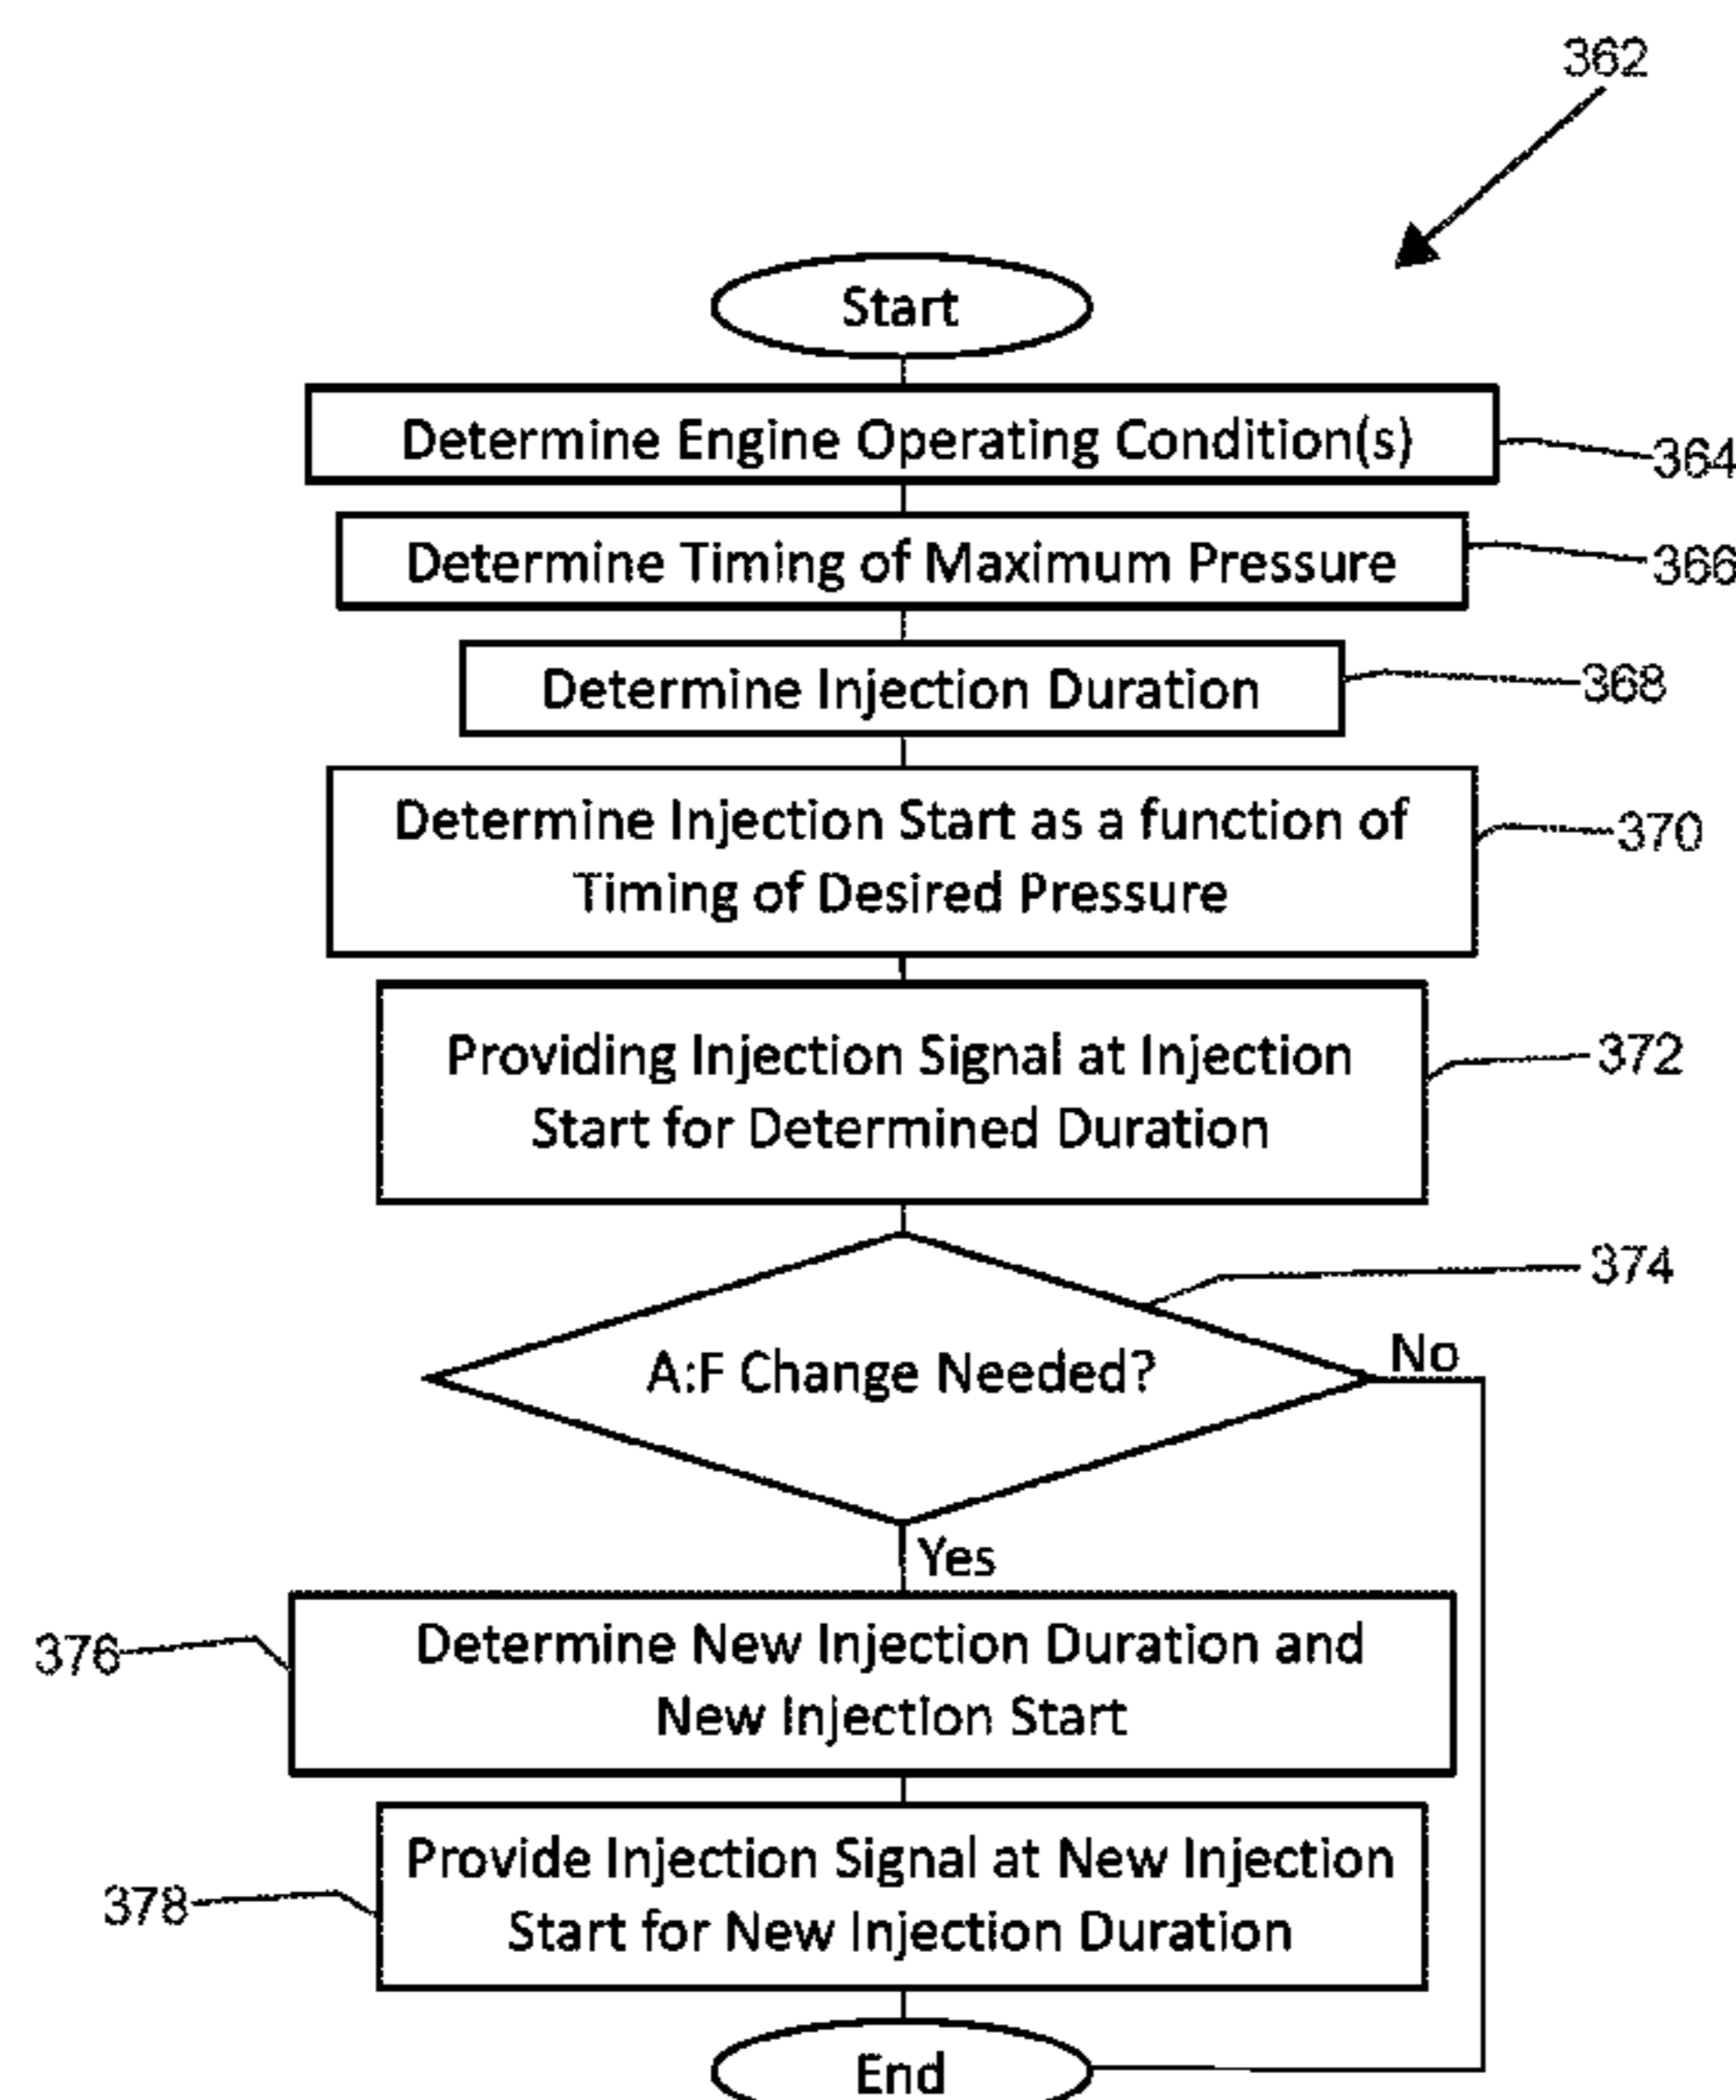 362
Start
Determine Engine Operating Condition(s)
364
Determine Timing of Maximum Pressure
366
Determine Injection Duration
368
Determine Injection Start as a function of
Timing of Desired Pressure
370
Providing Injection Signal at Injection
Start for Determined Duration
372
374
A:F Change Needed?
No
Yes
376
Determine New Injection Duration and
New Injection Start
378
Provide Injection Signal at New Injection
Start for New Injection Duration
End